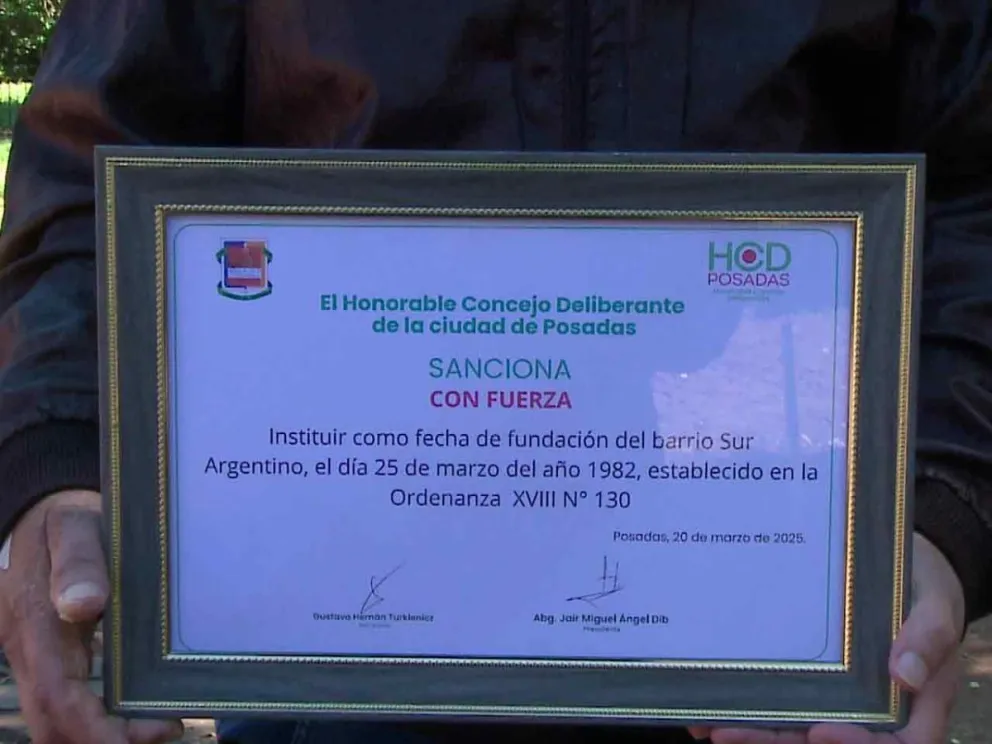 HCD
POSADAS
El Honorable Concejo Deliberante
de la ciudad de Posadas
SANCIONA
CON FUERZA
Instituir como fecha de fundación del barrio Sur
Argentino, el día 25 de marzo del año 1982, establecido en la
Ordenanza XVIII N° 130
Posadas, 20 de marzo de 2025.
Gustavo Hernán Turkienicz
Abg. Jair Miguel Ángel Dib
Presidente